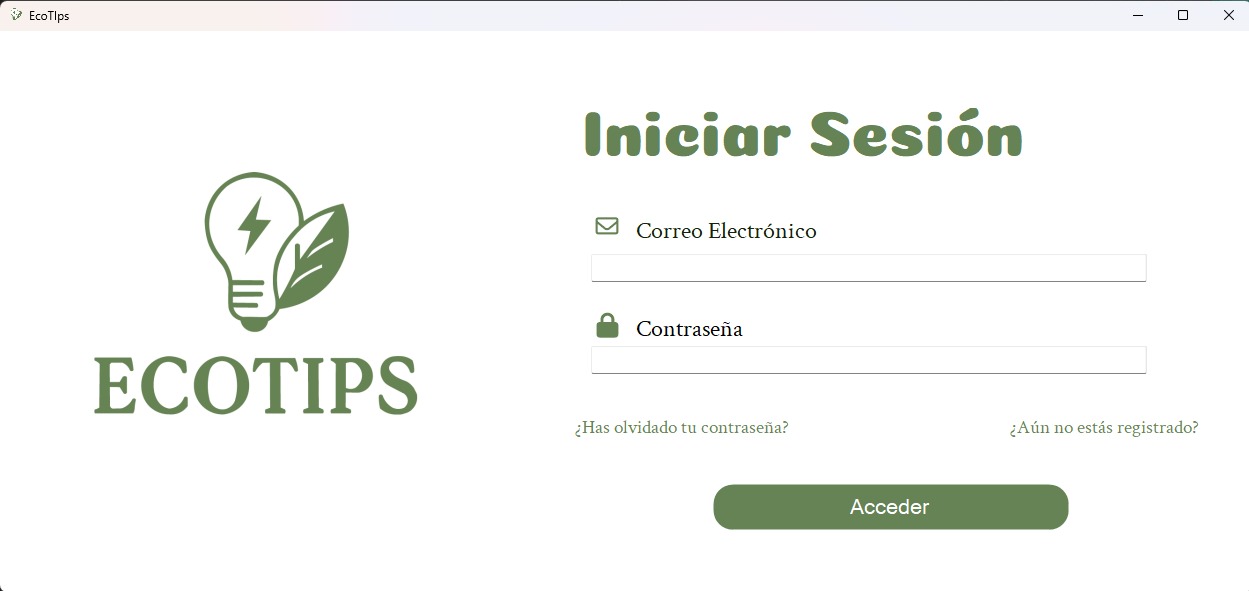 EcoTIps
Iniciar Sesión
Correo Electrónico
Contraseña
ECOTIPS
¿Has olvidado tu contraseña? ¿Aún no estás registrado?
Acceder